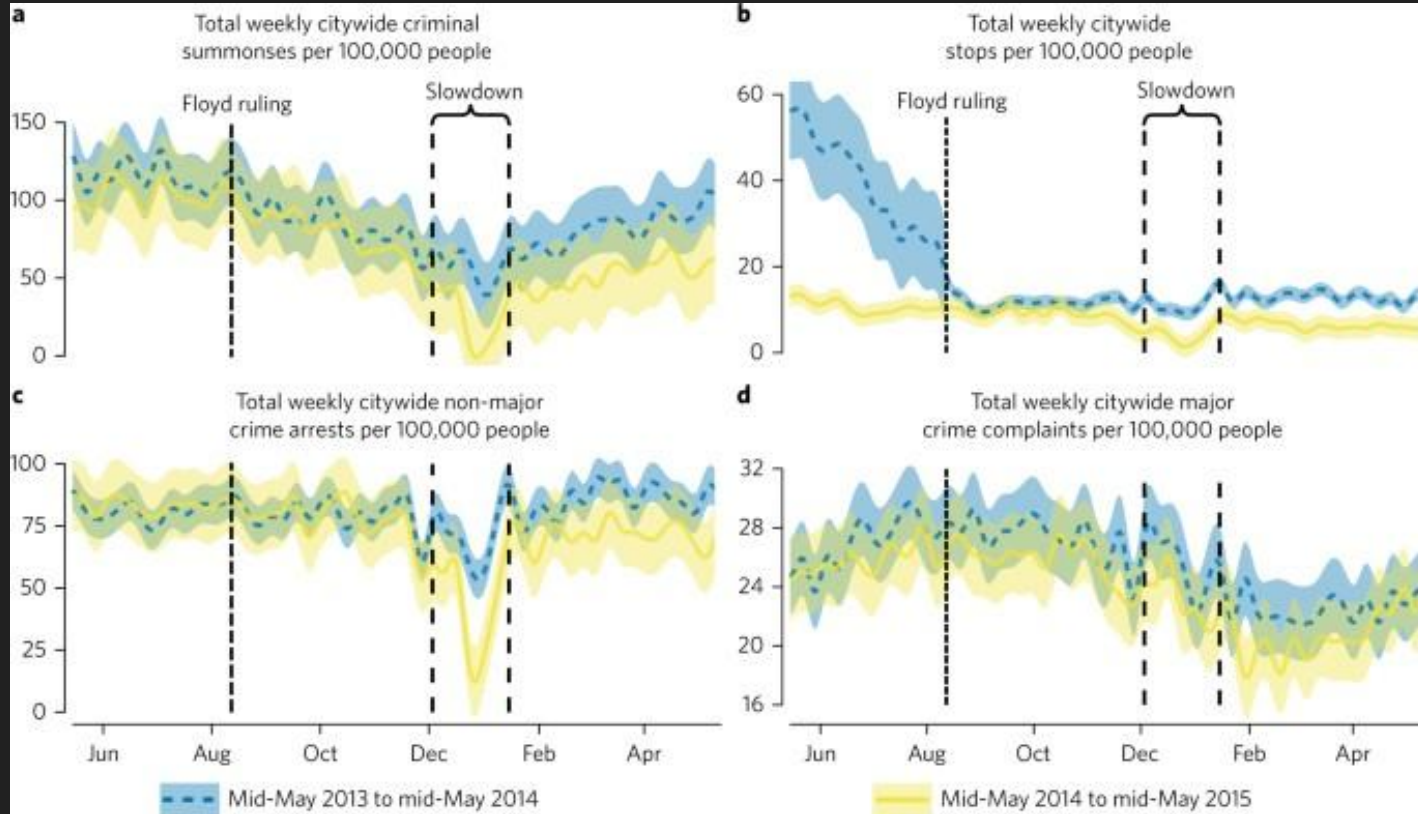 a
Total weekly citywide criminal
summonses per 100,000 people
Floyd ruling
Slowdown
150
100
50
0
b
Total weekly citywide
stops per 100,000 people
Floyd ruling
Slowdown
60
40
20
0
c
Total weekly citywide non-major
crime arrests per 100,000 people
100
75
50
25
0
Jun Aug Oct Dec Feb Apr
d
Total weekly citywide major
crime complaints per 100,000 people
32
28
24
20
16
Jun Aug Oct Dec Feb Apr
Mid-May 2013 to mid-May 2014
Mid-May 2014 to mid-May 2015